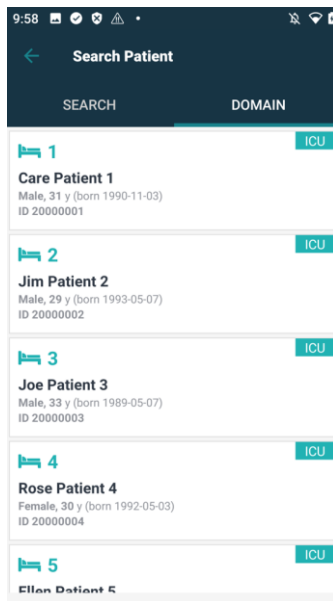 9:58
Search Patient
SEARCH DOMAIN
ICU
1
Care Patient 1
Male, 31 y (born 1990-11-03)
ID 20000001
ICU
2
Jim Patient 2
Male, 29 y (born 1993-05-07)
ID 20000002
ICU
3
Joe Patient 3
Male, 33 y (born 1989-05-07)
ID 20000003
ICU
4
Rose Patient 4
Female, 30 y (born 1992-05-03)
ID 20000004
ICU
5
Ellen Patient 5